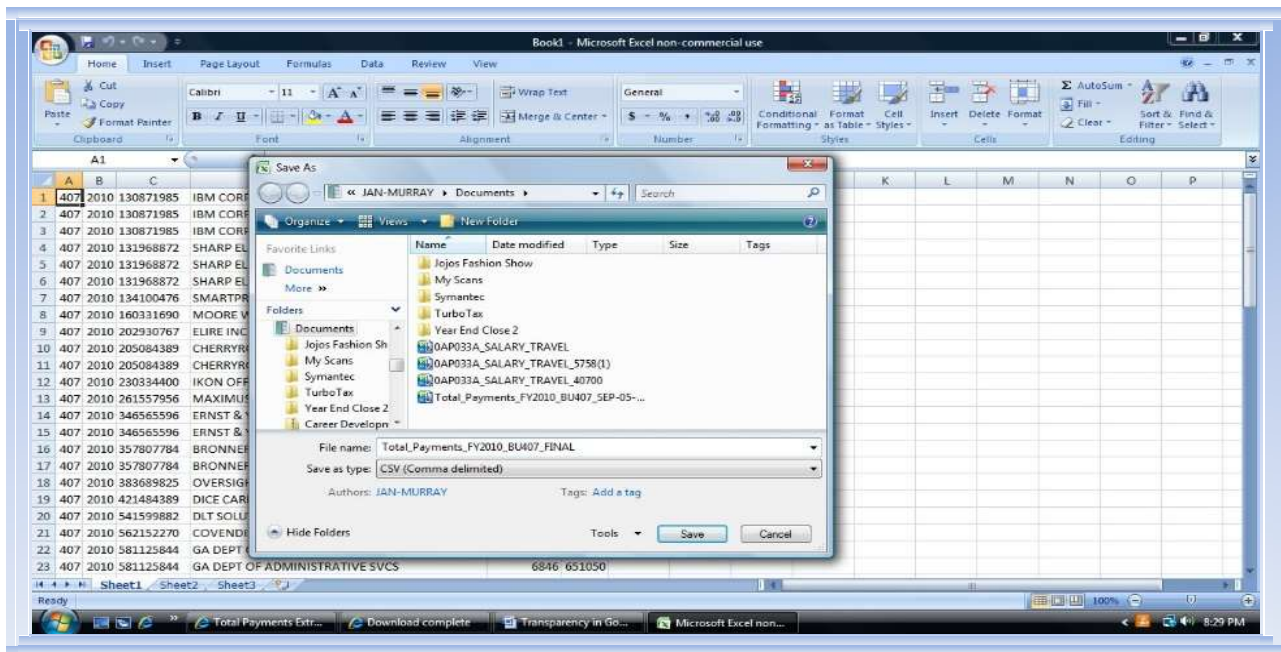 Book1 - Microsoft Excel non-commercial use
Home Insert Page Layout Formulas Data Review View
Cut
Copy
Paste
Format Painter
Clipboard
Calibri 11
B I U
Font
Wrap Text
Merge & Center
Alignment
General
$ % ,
Number
Conditional Formatting
Format as Table
Cell Styles
Styles
Insert Delete Format
Cells
Σ AutoSum
Fill
Clear
Sort & Filter
Find & Select
Editing
A1
A B C K L M N O P
1 407 2010 130871985 IBM CORP
2 407 2010 130871985 IBM CORP
3 407 2010 130871985 IBM CORP
4 407 2010 131968872 SHARP EL
5 407 2010 131968872 SHARP EL
6 407 2010 131968872 SHARP EL
7 407 2010 134100476 SMARTPR
8 407 2010 160331690 MOORE W
9 407 2010 202930767 ELIRE INC
10 407 2010 205084389 CHERRYR
11 407 2010 205084389 CHERRYR
12 407 2010 230334400 IKON OFF
13 407 2010 261557956 MAXIMUS
14 407 2010 346565596 ERNST &
15 407 2010 346565596 ERNST &
16 407 2010 357807784 BRONNER
17 407 2010 357807784 BRONNER
18 407 2010 383689825 OVERSIGH
19 407 2010 421484389 DICE CAR
20 407 2010 541599882 DLT SOLU
21 407 2010 562152270 COVENDI
22 407 2010 581125844 GA DEPT
23 407 2010 581125844 GA DEPT OF ADMINISTRATIVE SVCS 6846 651050
Save As
« JAN-MURRAY Documents
Search
Organize Views New Folder
Favorite Links
Documents
More »
Folders
Documents
Jojos Fashion Sh
My Scans
Symantec
TurboTax
Year End Close 2
Career Developn
Name Date modified Type Size Tags
Jojos Fashion Show
My Scans
Symantec
TurboTax
Year End Close 2
0AP033A_SALARY_TRAVEL
0AP033A_SALARY_TRAVEL_5758(1)
0AP033A_SALARY_TRAVEL_40700
Total_Payments_FY2010_BU407_SEP-05-...
File name: Total_Payments_FY2010_BU407_FINAL
Save as type: CSV (Comma delimited)
Authors: JAN-MURRAY Tags: Add a tag
Hide Folders Tools Save Cancel
Sheet1 Sheet2 Sheet3
Ready 100%
Total Payments Extr... Download complete Transparency in Go... Microsoft Excel non... 8:29 PM